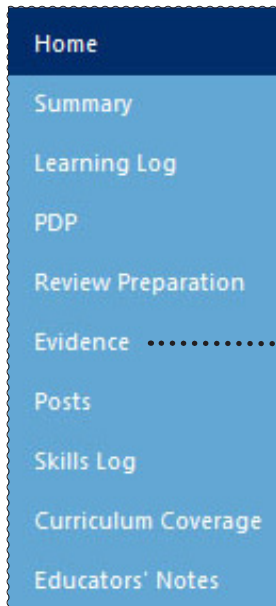 Home
Summary
Learning Log
PDP
Review Preparation
Evidence
Posts
Skills Log
Curriculum Coverage
Educators' Notes